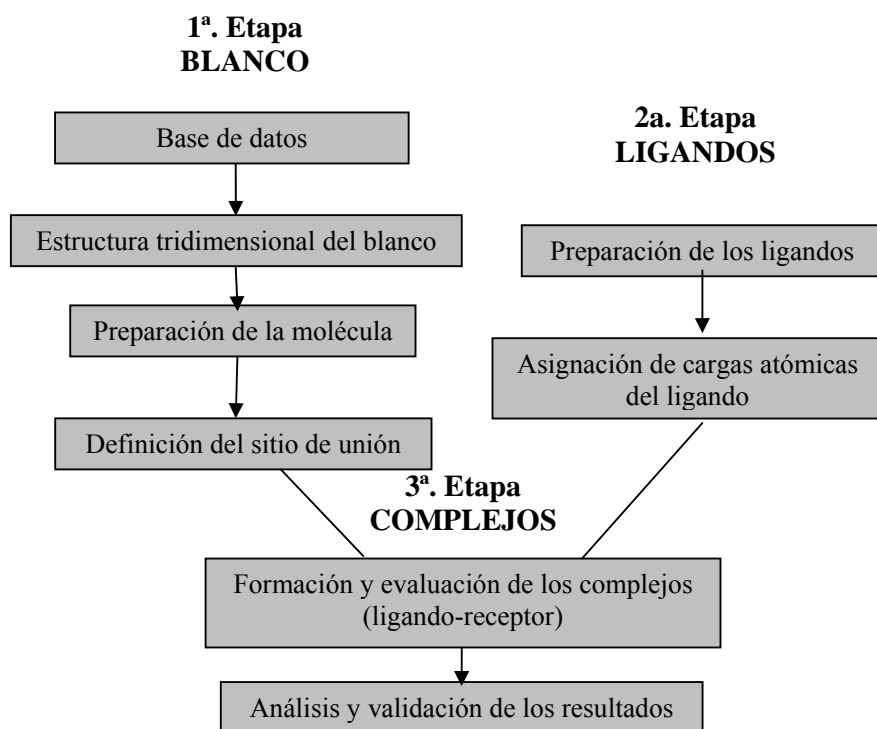 1ª. Etapa
BLANCO
Base de datos
Estructura tridimensional del blanco
Preparación de la molécula
Definición del sitio de unión
2a. Etapa
LIGANDOS
Preparación de los ligandos
Asignación de cargas atómicas
del ligando
3ª. Etapa
COMPLEJOS
Formación y evaluación de los complejos
(ligando-receptor)
Análisis y validación de los resultados